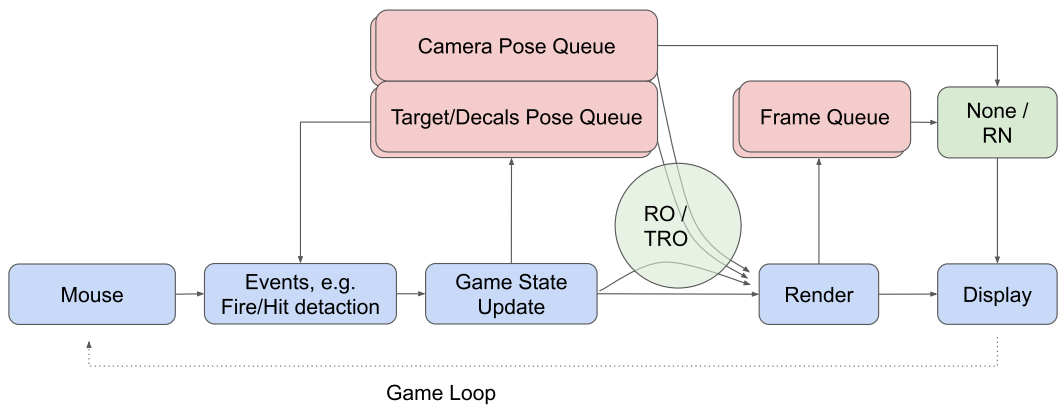 Camera Pose Queue
Target/Decals Pose Queue
Frame Queue
None /
RN
RO /
TRO
Mouse
Events, e.g.
Fire/Hit detaction
Game State
Update
Render
Display
Game Loop